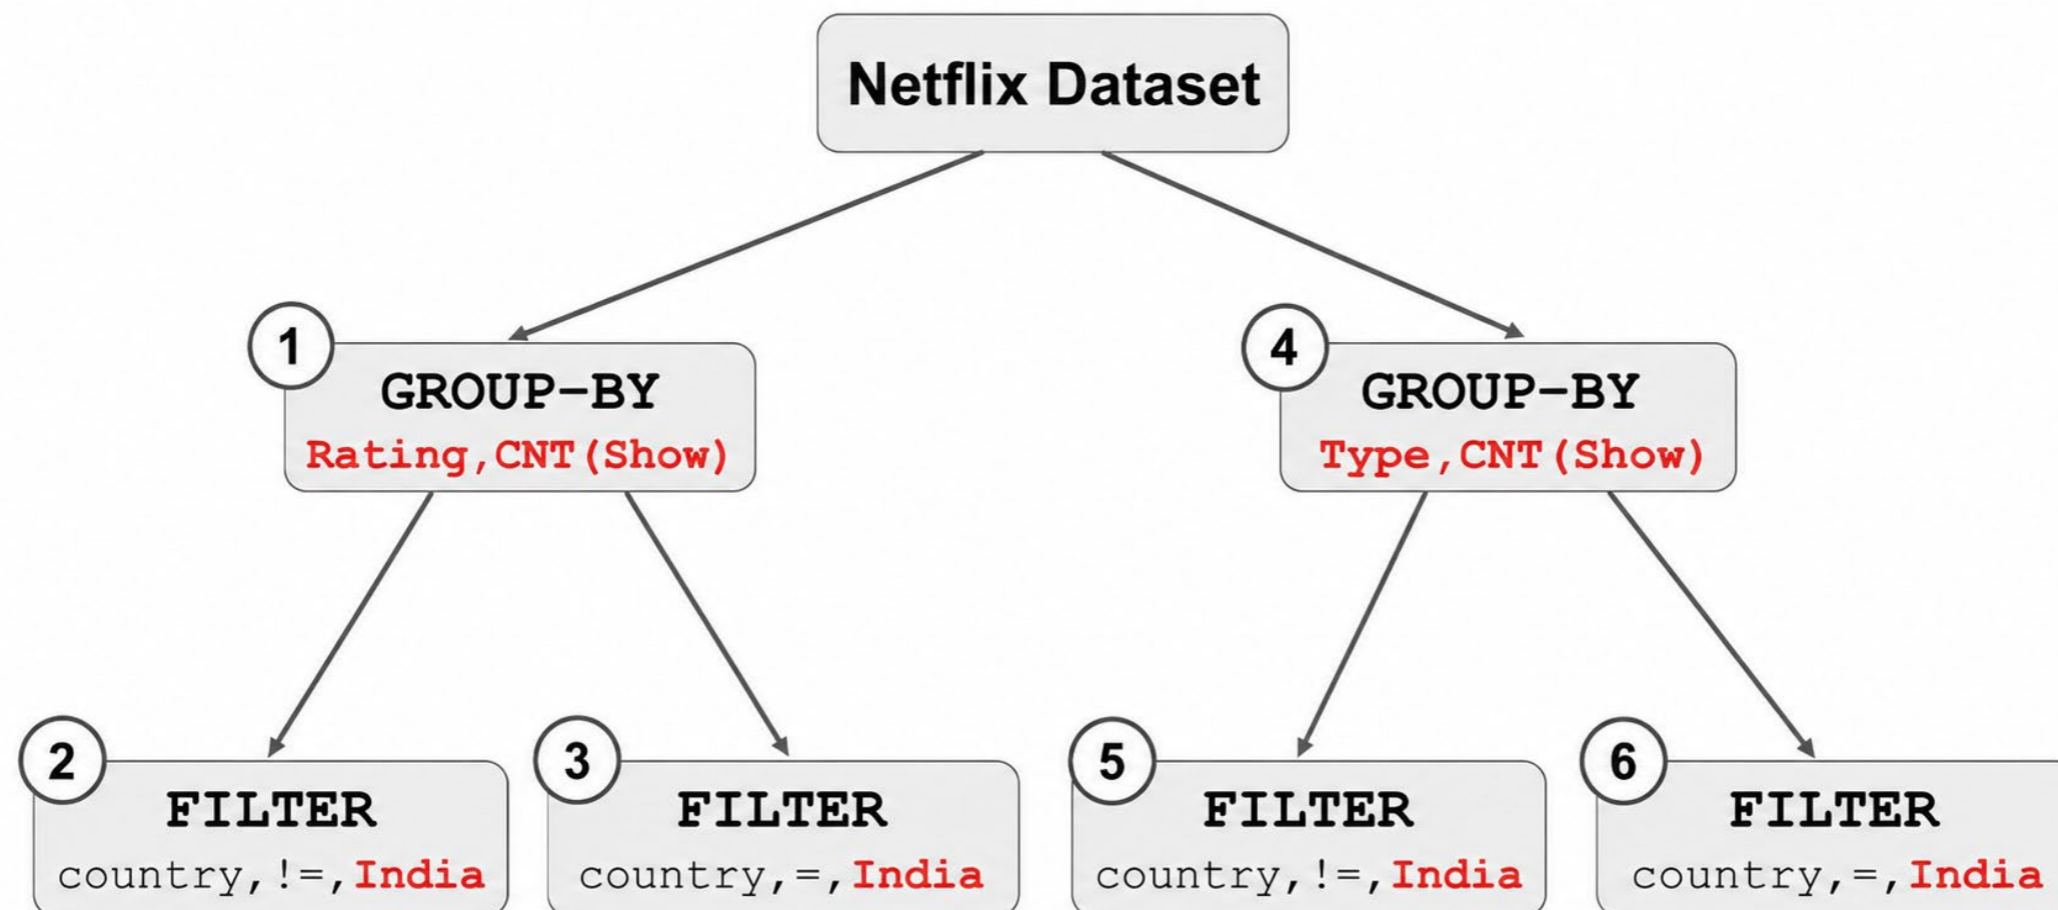 Netflix Dataset
1
GROUP-BY
Rating,CNT(Show)
4
GROUP-BY
Type,CNT(Show)
2
FILTER
country,!=,India
3
FILTER
country,=,India
5
FILTER
country,!=,India
6
FILTER
country,=,India